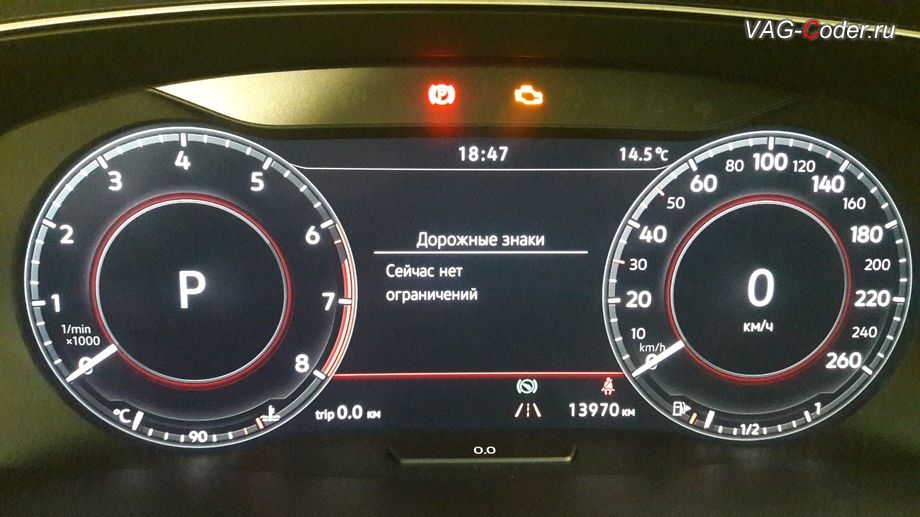 VAG-Coder.ru
18:47 14.5°C
Дорожные знаки
Сейчас нет
ограничений
P
1/min
×1000
0 1 2 3 4 5 6 7 8
°C
90
0
км/ч
km/h
0 10 20 30 40 50 60 80 100 120 140 160 180 200 220 240 260
1/2
trip 0.0 км
13970 км
0.0